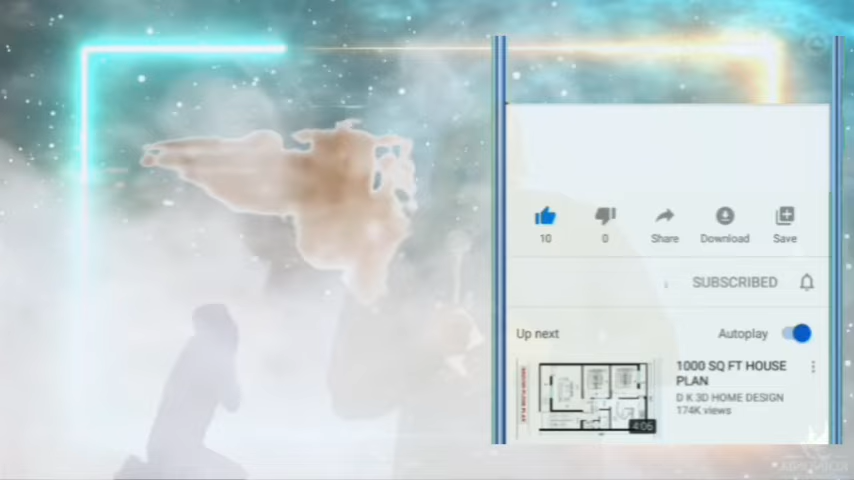 10
0
Share
Download
Save
SUBSCRIBED
Up next
Autoplay
1000 SQ FT HOUSE
PLAN
D K 3D HOME DESIGN
174K views
4:06